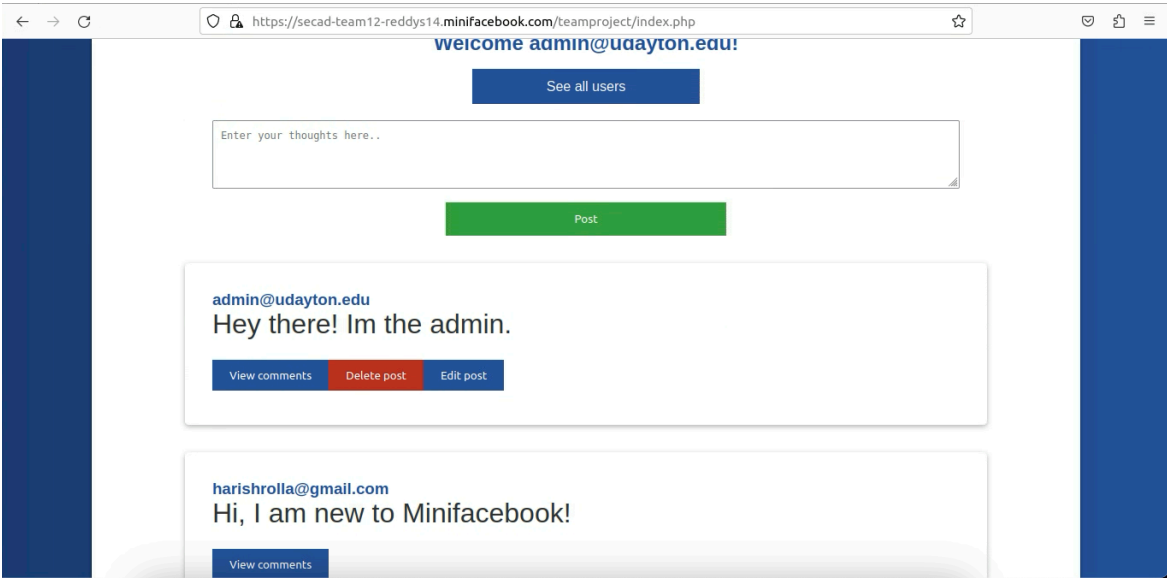 https://secad-team12-reddys14.minifacebook.com/teamproject/index.php
Welcome admin@udayton.edu!
See all users
Enter your thoughts here..
Post
admin@udayton.edu
Hey there! Im the admin.
View comments Delete post Edit post
harishrolla@gmail.com
Hi, I am new to Minifacebook!
View comments